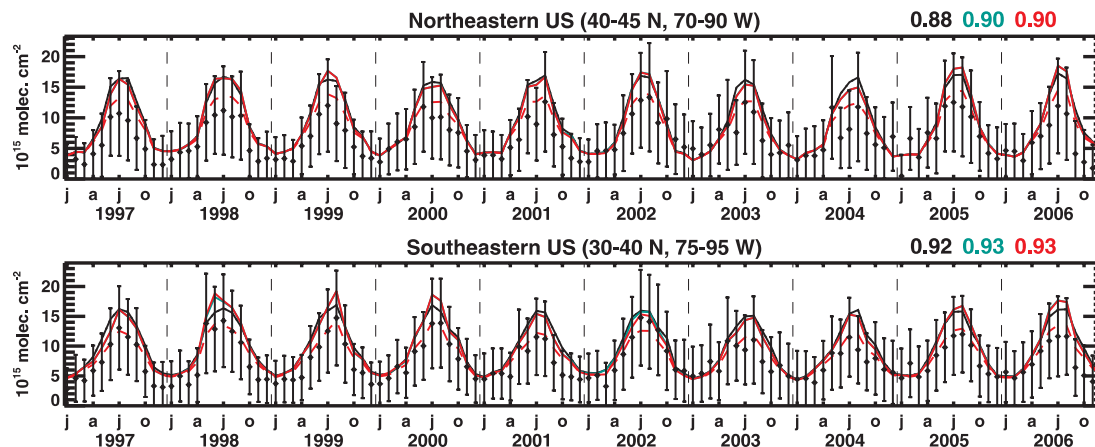 Northeastern US (40-45 N, 70-90 W) 0.88 0.90 0.90
10¹⁵ molec. cm⁻²
20
15
10
5
0
j a j o j a j o j a j o j a j o j a j o j a j o j a j o j a j o j a j o j a j o
1997 1998 1999 2000 2001 2002 2003 2004 2005 2006
Southeastern US (30-40 N, 75-95 W) 0.92 0.93 0.93
10¹⁵ molec. cm⁻²
20
15
10
5
0
j a j o j a j o j a j o j a j o j a j o j a j o j a j o j a j o j a j o j a j o
1997 1998 1999 2000 2001 2002 2003 2004 2005 2006